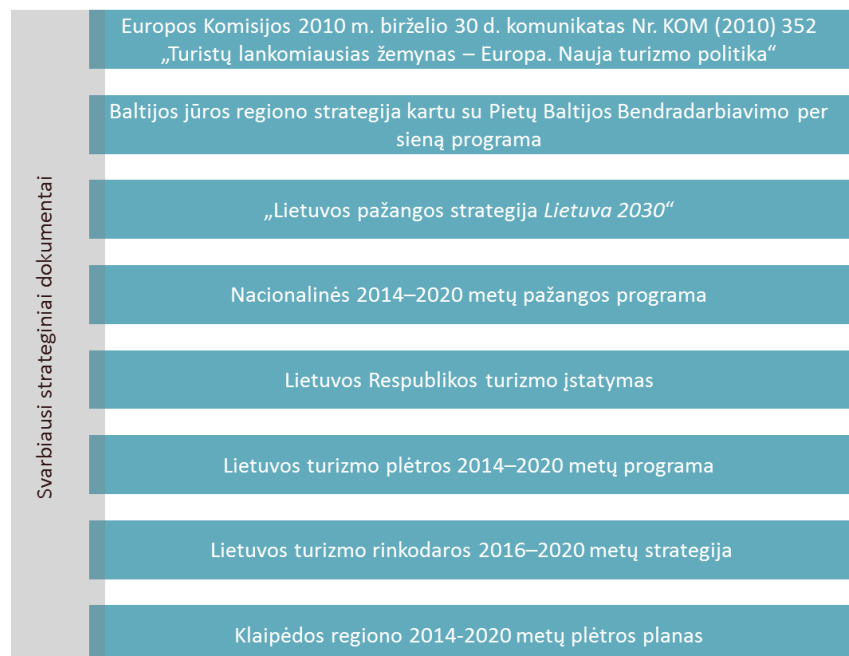 Svarbiausi strateginiai dokumentai
Europos Komisijos 2010 m. birželio 30 d. komunikatas Nr. KOM (2010) 352
„Turistų lankomiausias žemynas – Europa. Nauja turizmo politika“
Baltijos jūros regiono strategija kartu su Pietų Baltijos Bendradarbiavimo per
sieną programa
„Lietuvos pažangos strategija Lietuva 2030“
Nacionalinės 2014–2020 metų pažangos programa
Lietuvos Respublikos turizmo įstatymas
Lietuvos turizmo plėtros 2014–2020 metų programa
Lietuvos turizmo rinkodaros 2016–2020 metų strategija
Klaipėdos regiono 2014-2020 metų plėtros planas